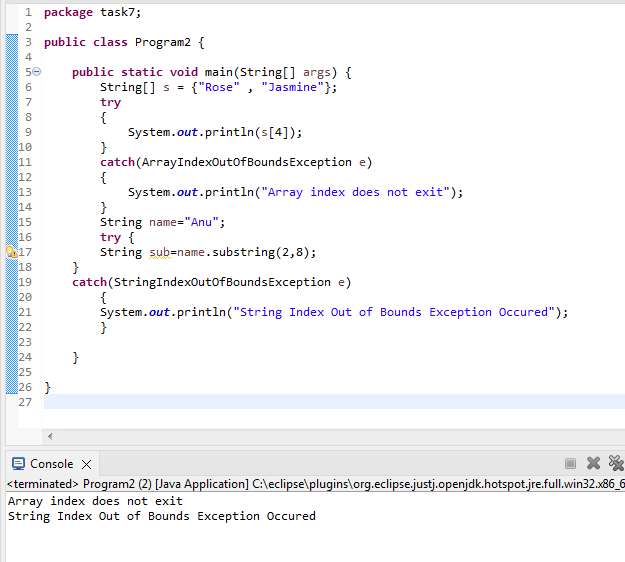 1 package task7;
2
3 public class Program2 {
4
5 public static void main(String[] args) {
6 String[] s = {"Rose" , "Jasmine"};
7 try
8 {
9 System.out.println(s[4]);
10 }
11 catch(ArrayIndexOutOfBoundsException e)
12 {
13 System.out.println("Array index does not exit");
14 }
15 String name="Anu";
16 try {
17 String sub=name.substring(2,8);
18 }
19 catch(StringIndexOutOfBoundsException e)
20 {
21 System.out.println("String Index Out of Bounds Exception Occured");
22 }
23
24 }
25
26 }
27
Console
<terminated> Program2 (2) [Java Application] C:\eclipse\plugins\org.eclipse.justj.openjdk.hotspot.jre.full.win32.x86_6
Array index does not exit
String Index Out of Bounds Exception Occured